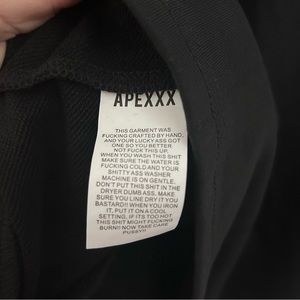 APEXXX
THIS GARMENT WAS
FUCKING CRAFTED BY HAND,
AND YOUR LUCKY ASS GOT
ONE SO YOU BETTER
NOT FUCK THIS UP.
WHEN YOU WASH THIS SHIT
MAKE SURE THE WATER IS
FUCKING COLD AND YOUR
SHITTY ASS WASHER
MACHINE IS ON GENTLE.
DON'T PUT THIS SHIT IN THE
DRYER DUMB ASS. MAKE
SURE YOU LINE DRY IT YOU
BASTARD!! WHEN YOU IRON
IT, PUT IT ON A COOL
SETTING, IF ITS TOO HOT
THIS SHIT MIGHT FUCKING
BURN!! NOW TAKE CARE
PUSSY!!